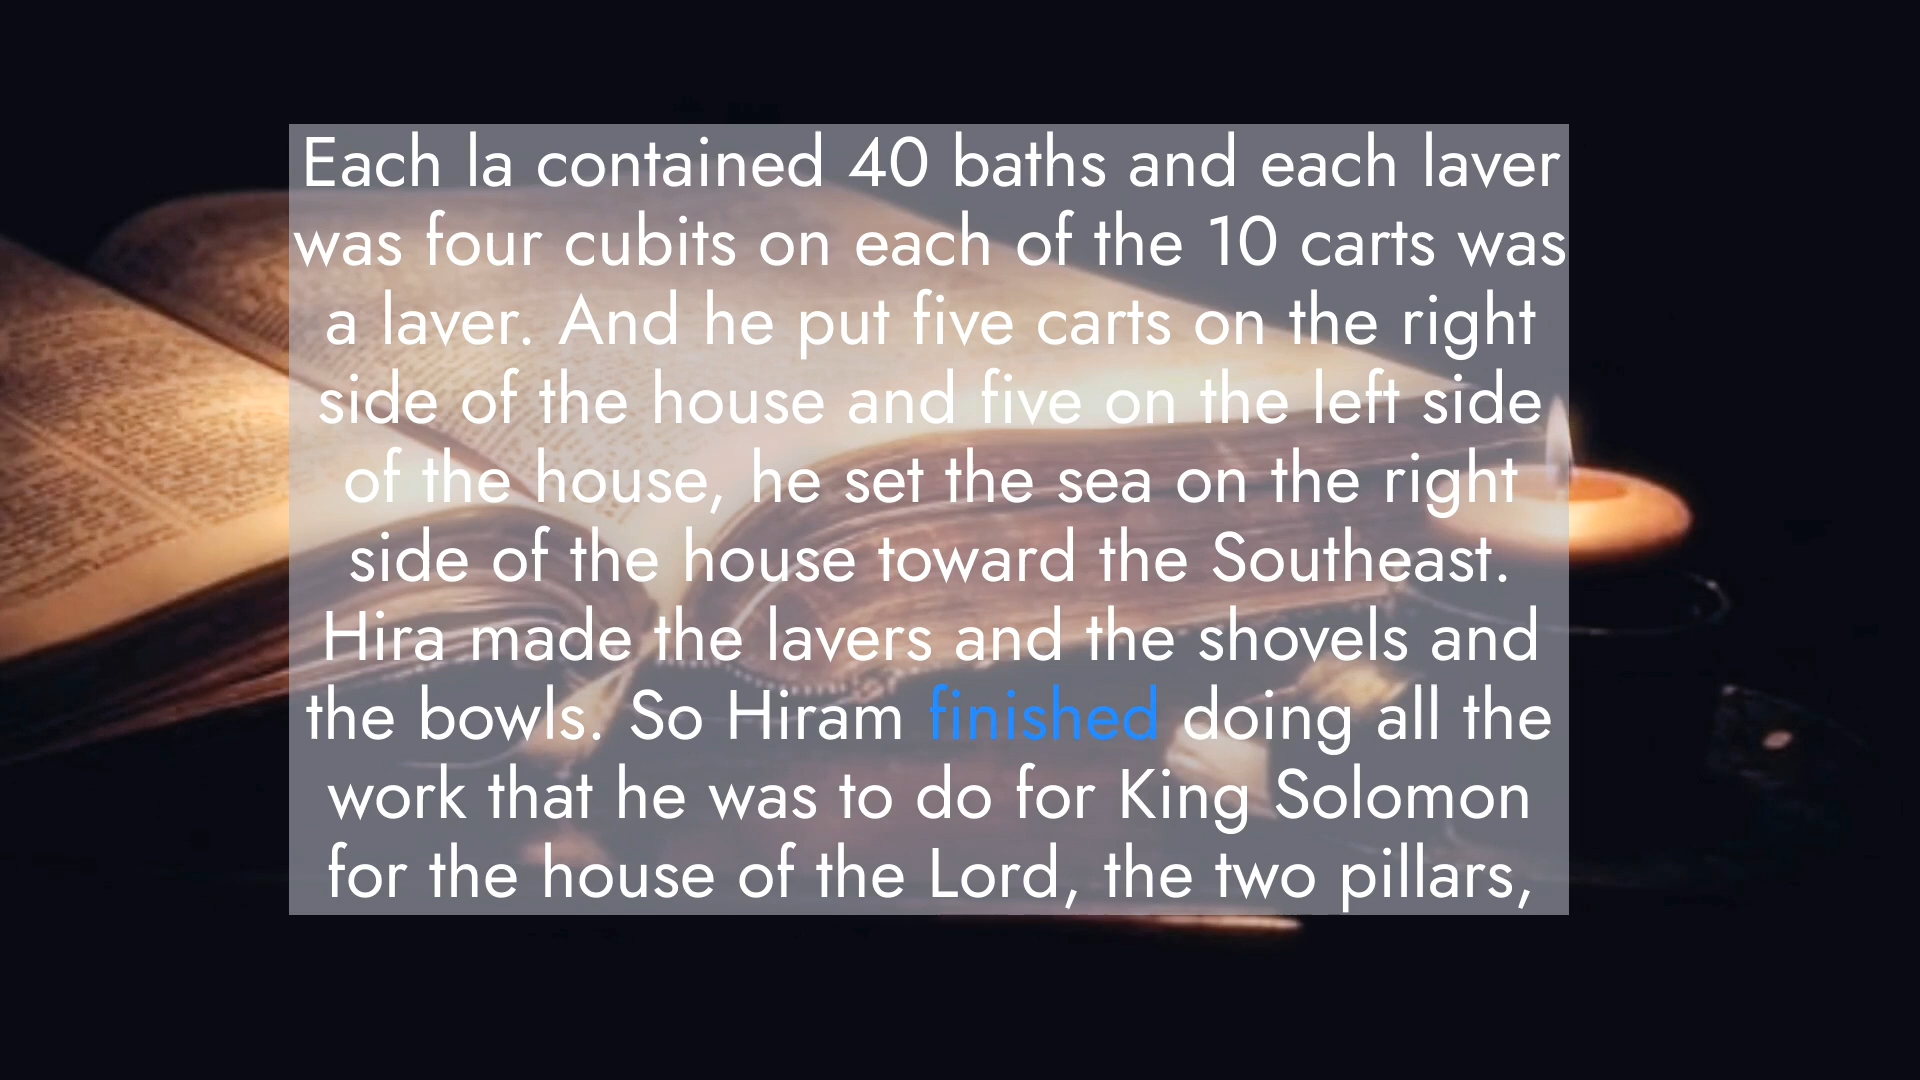 Each la contained 40 baths and each laver
was four cubits on each of the 10 carts was
a laver. And he put five carts on the right
side of the house and five on the left side
of the house, he set the sea on the right
side of the house toward the Southeast.
Hira made the lavers and the shovels and
the bowls. So Hiram finished doing all the
work that he was to do for King Solomon
for the house of the Lord, the two pillars,